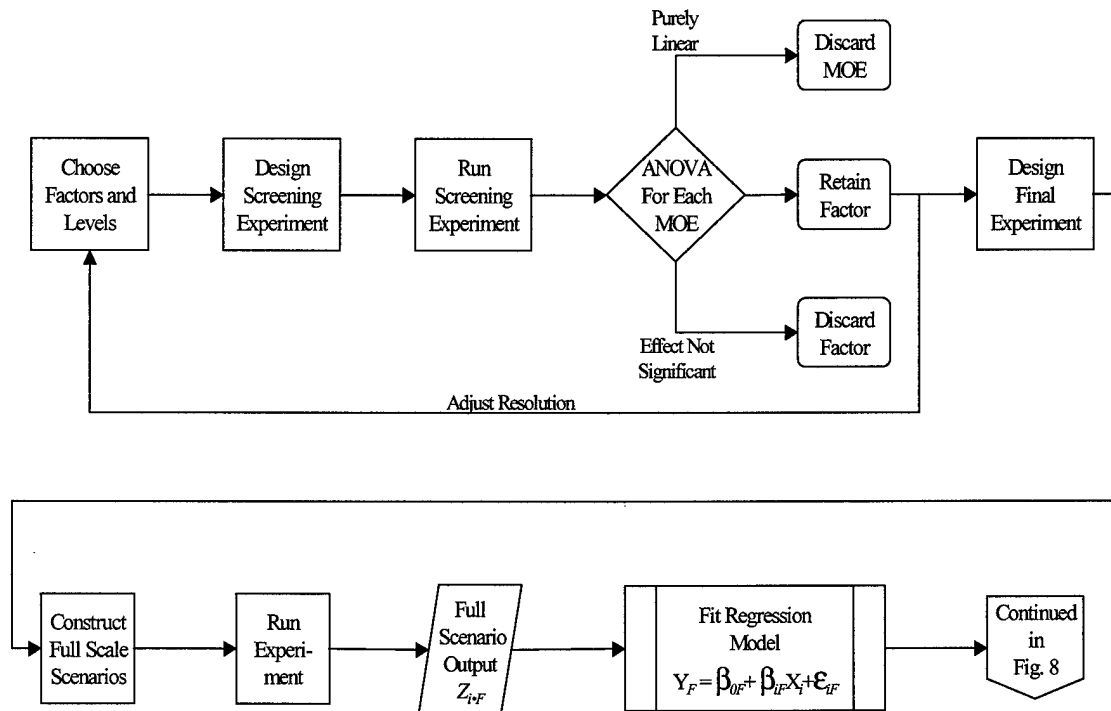 Purely
Linear
Discard
MOE
Choose
Factors and
Levels
Design
Screening
Experiment
Run
Screening
Experiment
ANOVA
For Each
MOE
Retain
Factor
Design
Final
Experiment
Discard
Factor
Effect Not
Significant
Adjust Resolution
Construct
Full Scale
Scenarios
Run
Experi-
ment
Full
Scenario
Output
Z_{i•F}
Fit Regression
Model
Y_F = β_{0F} + β_{iF}X_i + ε_{iF}
Continued
in
Fig. 8